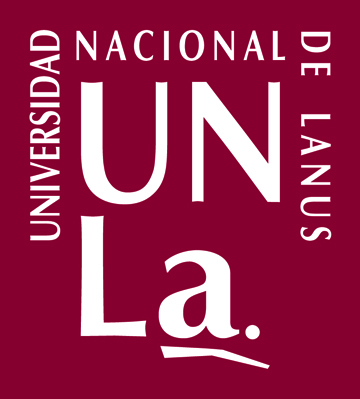 UNIVERSIDAD
NACIONAL
DE LANUS
UN
La.